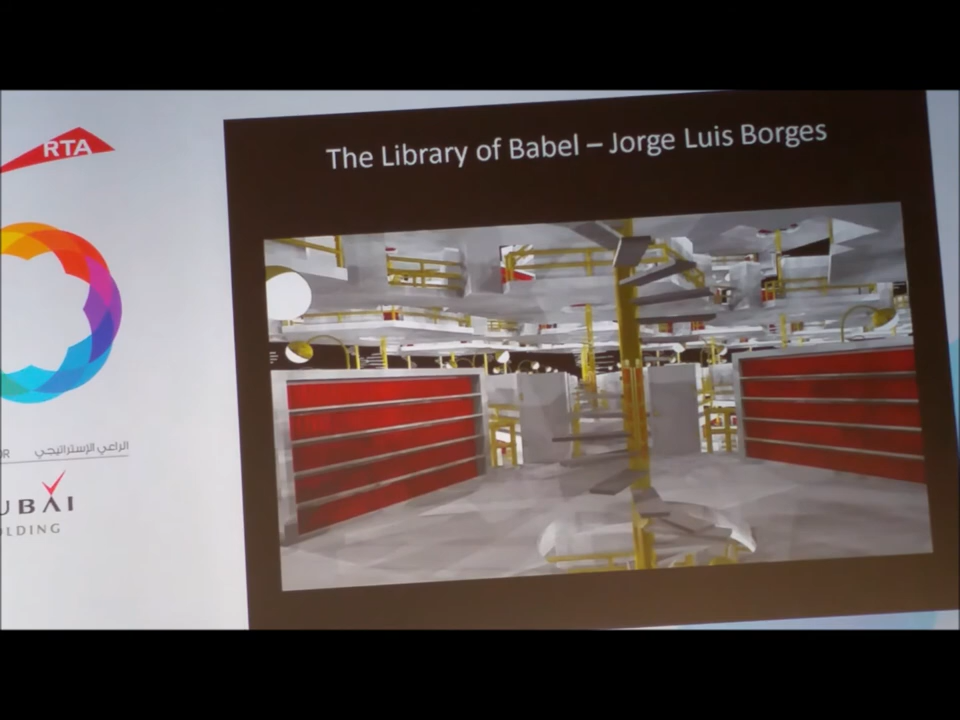 RTA
The Library of Babel – Jorge Luis Borges
OR الراعي الإستراتيجي
UBAI
OLDING